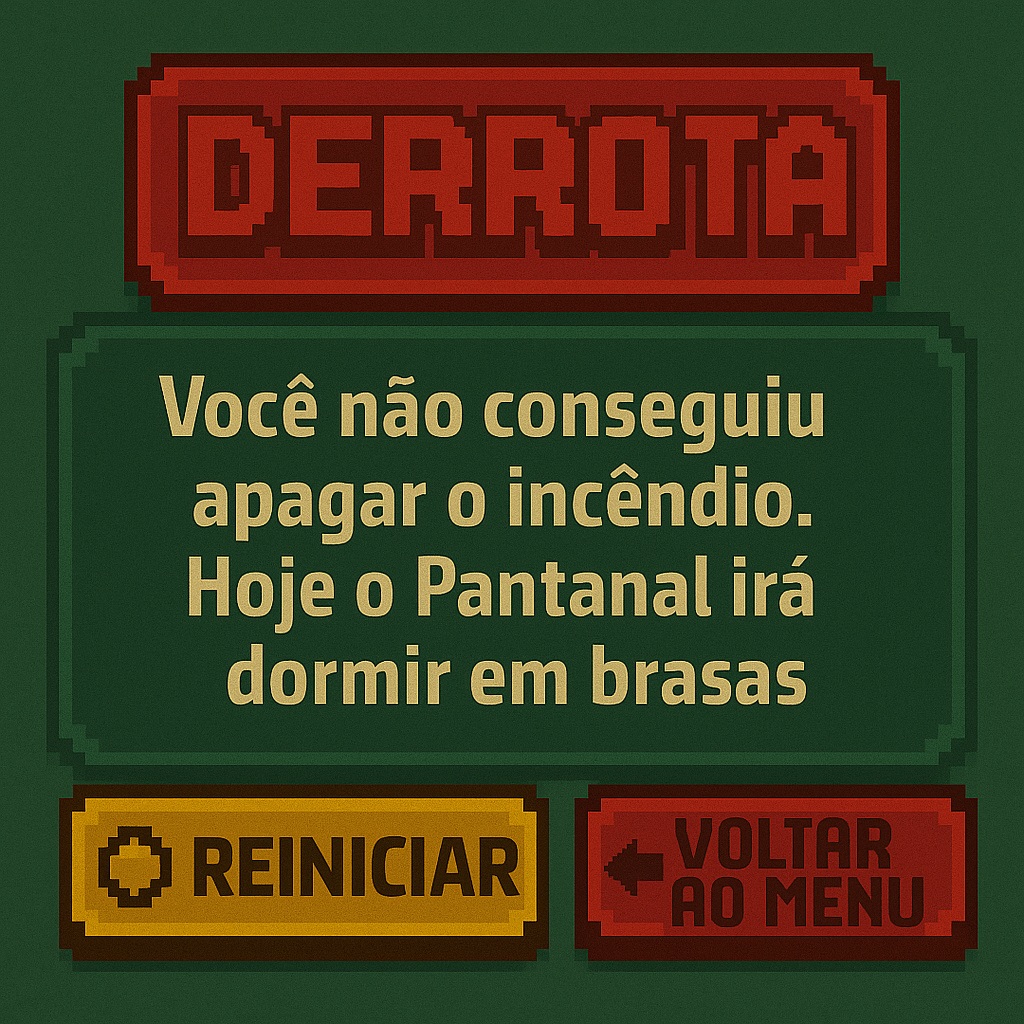 DERROTA
Você não conseguiu
apagar o incêndio.
Hoje o Pantanal irá
dormir em brasas
REINICIAR
VOLTAR
AO MENU